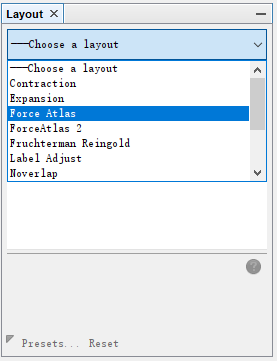 Layout
---Choose a layout
---Choose a layout
Contraction
Expansion
Force Atlas
ForceAtlas 2
Fruchterman Reingold
Label Adjust
Noverlap
?
Presets... Reset